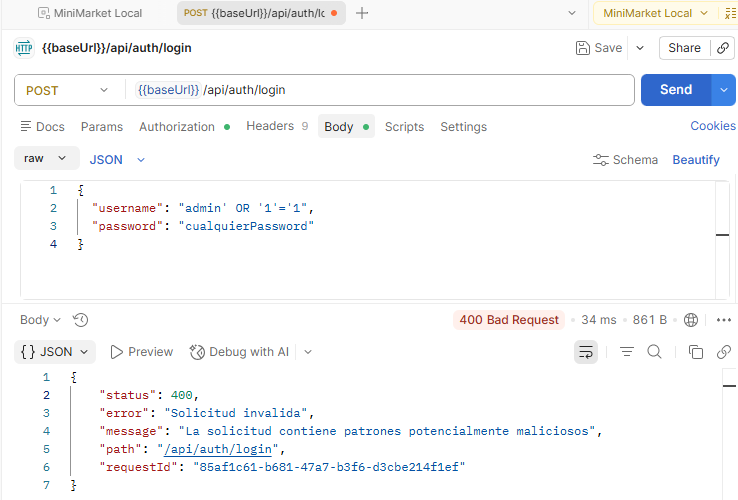 MiniMarket Local
POST {{baseUrl}}/api/auth/lo
MiniMarket Local
HTTP {{baseUrl}}/api/auth/login
Save
Share
POST
{{baseUrl}} /api/auth/login
Send
Docs
Params
Authorization
Headers 9
Body
Scripts
Settings
Cookies
raw
JSON
Schema
Beautify
1 {
2 "username": "admin' OR '1'='1",
3 "password": "cualquierPassword"
4 }
Body
400 Bad Request • 34 ms • 861 B
{} JSON
Preview
Debug with AI
1 {
2 "status": 400,
3 "error": "Solicitud invalida",
4 "message": "La solicitud contiene patrones potencialmente maliciosos",
5 "path": "/api/auth/login",
6 "requestId": "85af1c61-b681-47a7-b3f6-d3cbe214f1ef"
7 }